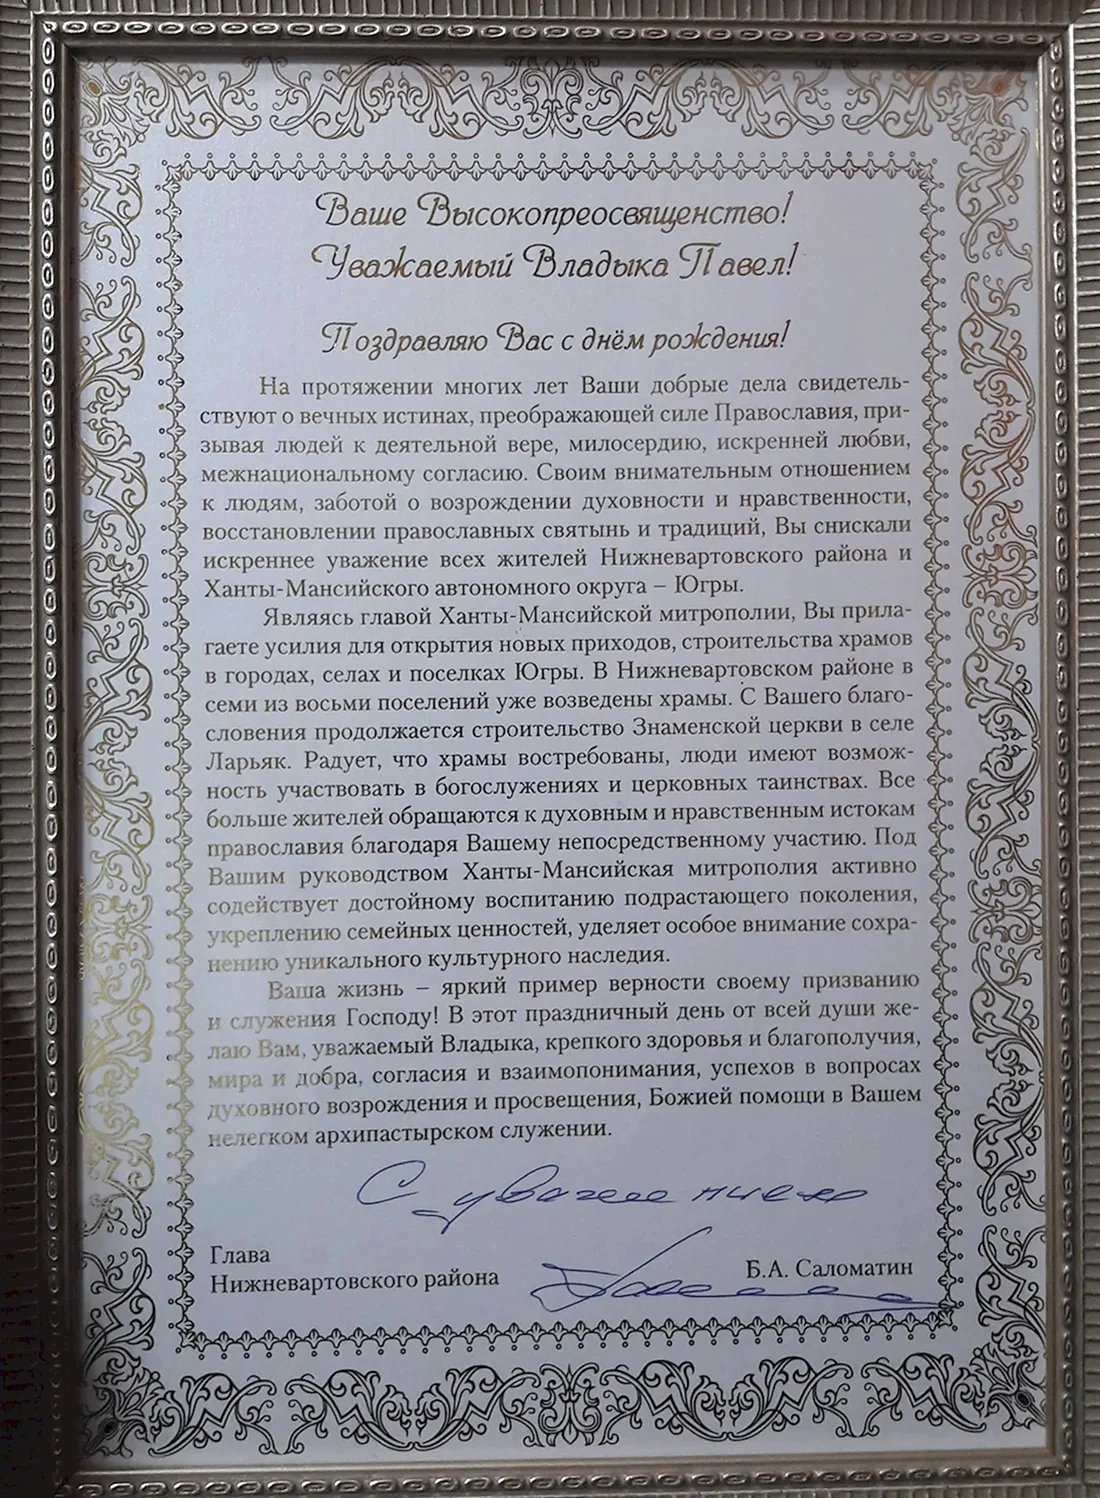 Ваше Высокопреосвященство!
Уважаемый Владыка Павел!
Поздравляю Вас с днём рождения!
На протяжении многих лет Ваши добрые дела свидетель-
ствуют о вечных истинах, преображающей силе Православия, при-
зывая людей к деятельной вере, милосердию, искренней любви,
межнациональному согласию. Своим внимательным отношением
к людям, заботой о возрождении духовности и нравственности,
восстановлении православных святынь и традиций, Вы снискали
искреннее уважение всех жителей Нижневартовского района и
Ханты-Мансийского автономного округа – Югры.
Являясь главой Ханты-Мансийской митрополии, Вы прила-
гаете усилия для открытия новых приходов, строительства храмов
в городах, селах и поселках Югры. В Нижневартовском районе в
семи из восьми поселений уже возведены храмы. С Вашего благо-
словения продолжается строительство Знаменской церкви в селе
Ларьяк. Радует, что храмы востребованы, люди имеют возмож-
ность участвовать в богослужениях и церковных таинствах. Все
больше жителей обращаются к духовным и нравственным истокам
православия благодаря Вашему непосредственному участию. Под
Вашим руководством Ханты-Мансийская митрополия активно
содействует достойному воспитанию подрастающего поколения,
укреплению семейных ценностей, уделяет особое внимание сохра-
нению уникального культурного наследия.
Ваша жизнь – яркий пример верности своему призванию
и служения Господу! В этот праздничный день от всей души же-
лаю Вам, уважаемый Владыка, крепкого здоровья и благополучия,
мира и добра, согласия и взаимопонимания, успехов в вопросах
духовного возрождения и просвещения, Божией помощи в Вашем
нелегком архипастырском служении.
С уважением
Глава
Нижневартовского района
Б.А. Саломатин